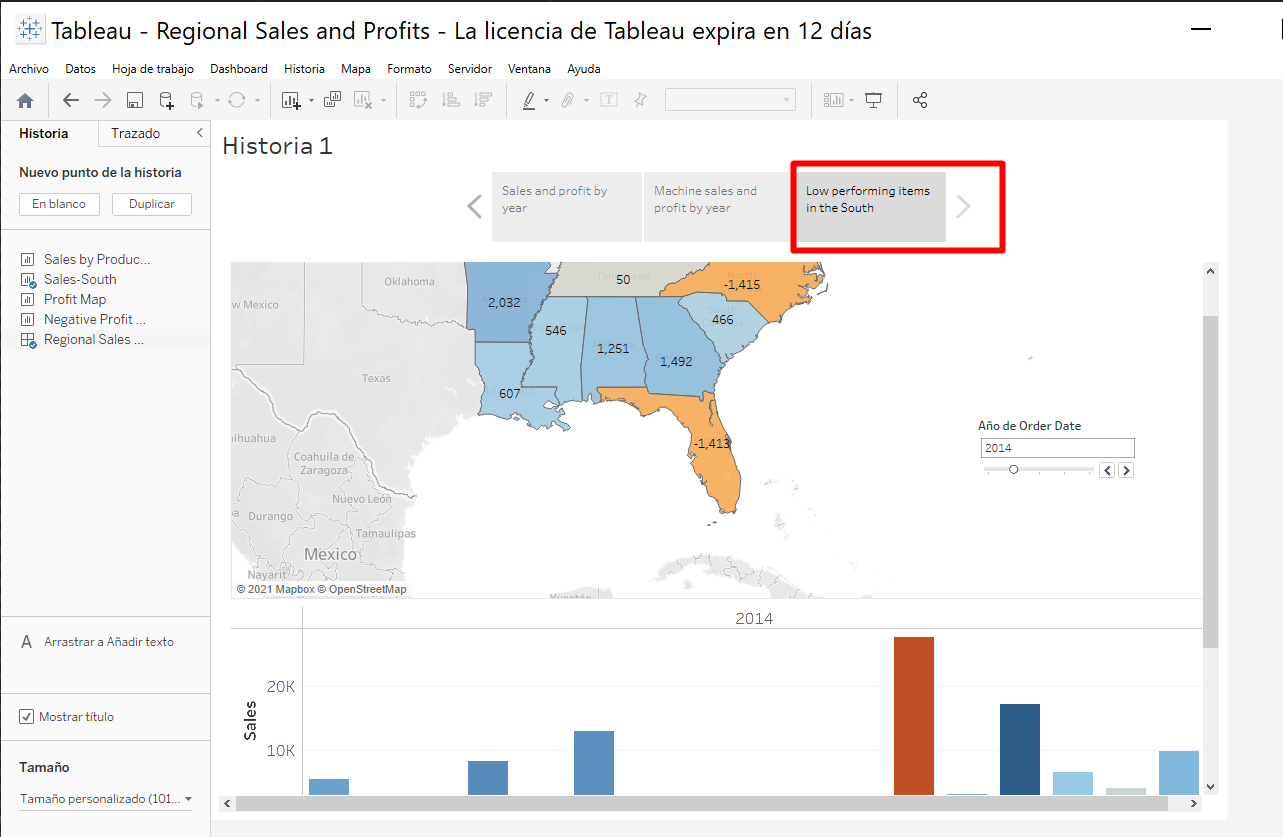 Tableau - Regional Sales and Profits - La licencia de Tableau expira en 12 días
Archivo Datos Hoja de trabajo Dashboard Historia Mapa Formato Servidor Ventana Ayuda
Historia Trazado
Nuevo punto de la historia
En blanco Duplicar
Sales by Produc...
Sales-South
Profit Map
Negative Profit ...
Regional Sales ...
A Arrastrar a Añadir texto
Mostrar título
Tamaño
Tamaño personalizado (101...
Historia 1
Sales and profit by
year
Machine sales and
profit by year
Low performing items
in the South
Oklahoma
50
North
-1,415
2,032
w Mexico
546
466
1,251
1,492
Texas
607
ihuahua
-1,413
Coahuila de
Zaragoza
Nuevo León
Durango
Tamaulipas
Mexico
Nayarit
Yucatán
© 2021 Mapbox © OpenStreetMap
Año de Order Date
2014
2014
20K
Sales
10K